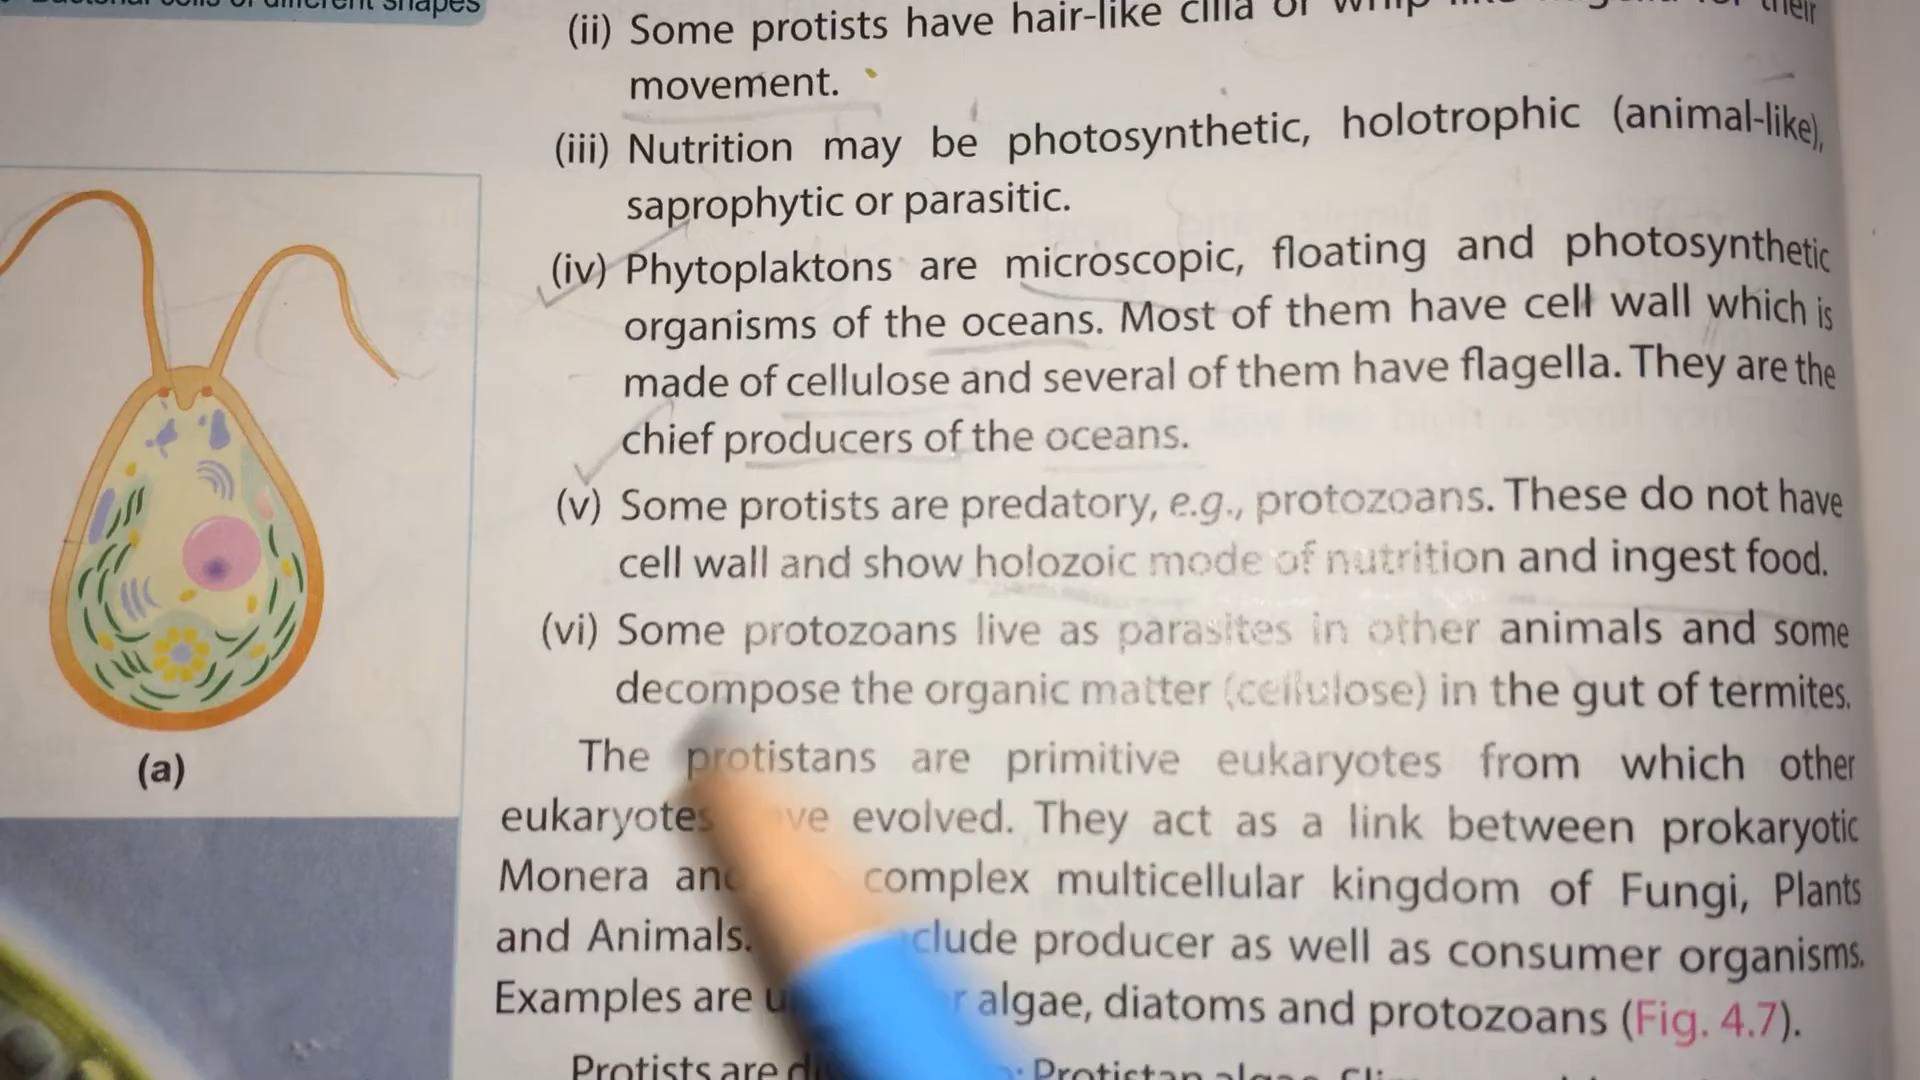 Bacterial cells of different shapes
(ii) Some protists have hair-like cilia or whip like flagella for their
movement.
(iii) Nutrition may be photosynthetic, holotrophic (animal-like),
saprophytic or parasitic.
(iv) Phytoplaktons are microscopic, floating and photosynthetic
organisms of the oceans. Most of them have cell wall which is
made of cellulose and several of them have flagella. They are the
chief producers of the oceans.
(v) Some protists are predatory, e.g., protozoans. These do not have
cell wall and show holozoic mode of nutrition and ingest food.
(vi) Some protozoans live as parasites in other animals and some
decompose the organic matter (cellulose) in the gut of termites.
(a)
The protistans are primitive eukaryotes from which other
eukaryotes evolved. They act as a link between prokaryotic
Monera complex multicellular kingdom of Fungi, Plants
and Animals. producer as well as consumer organisms.
Examples are algae, diatoms and protozoans (Fig. 4.7).
Protists are Protistan algae,